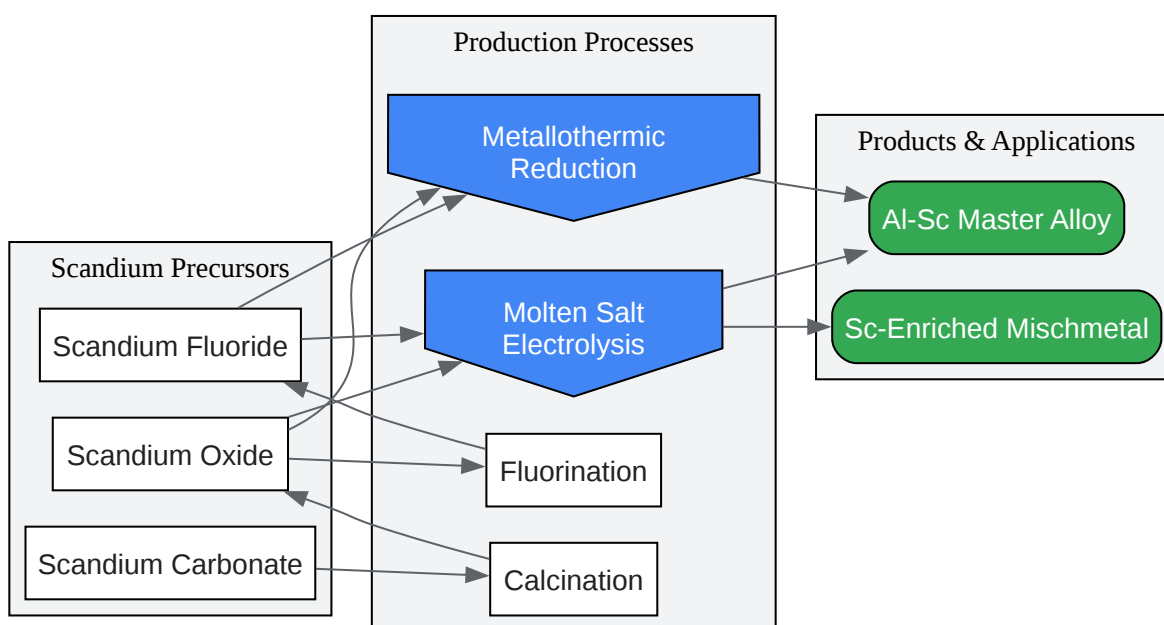 Scandium Precursors
Scandium Fluoride
Scandium Oxide
Scandium Carbonate
Production Processes
Metallothermic
Reduction
Molten Salt
Electrolysis
Fluorination
Calcination
Products & Applications
Al-Sc Master Alloy
Sc-Enriched Mischmetal